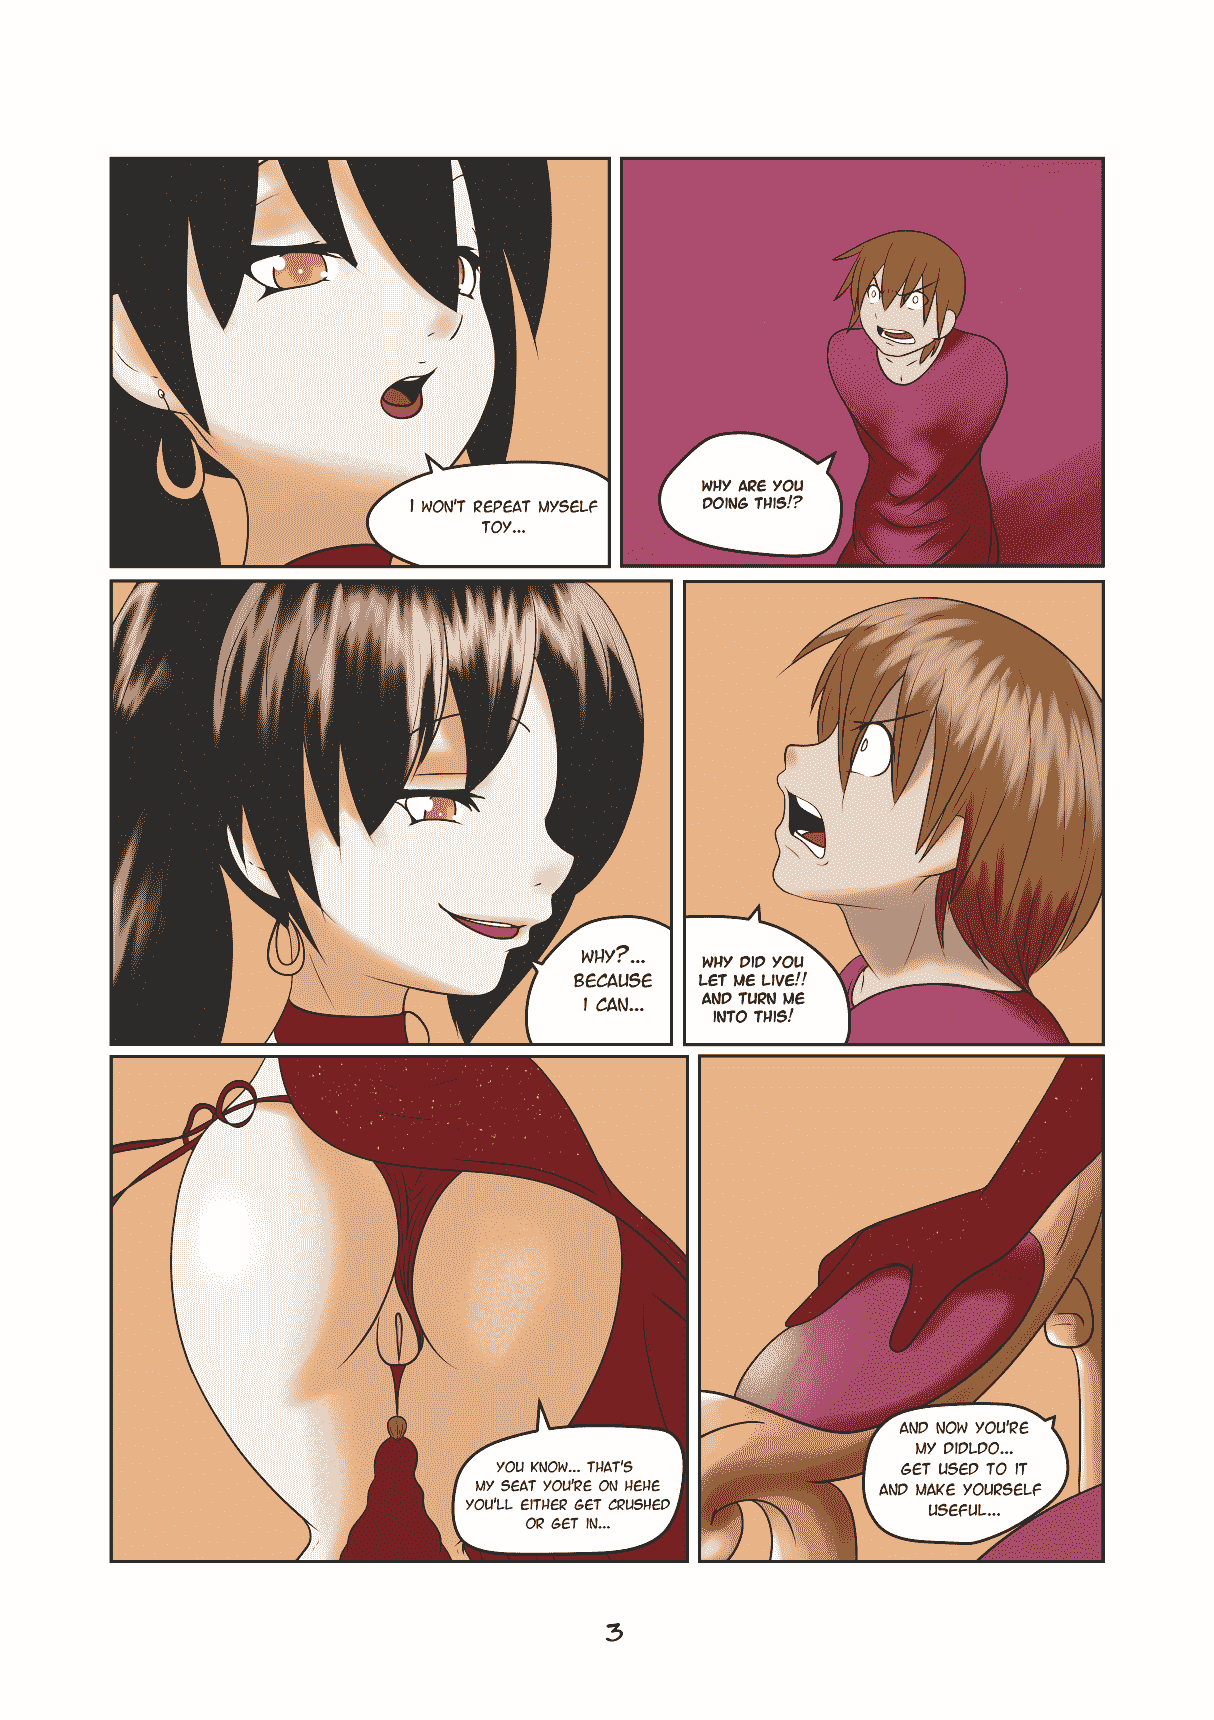 I WON'T REPEAT MYSELF
TOY...
WHY ARE YOU
DOING THIS!?
WHY?...
BECAUSE
I CAN...
WHY DID YOU
LET ME LIVE!!
AND TURN ME
INTO THIS!
YOU KNOW... THAT'S
MY SEAT YOU'RE ON HEHE
YOU'LL EITHER GET CRUSHED
OR GET IN...
AND NOW YOU'RE
MY DIDLDO...
GET USED TO IT
AND MAKE YOURSELF
USEFUL...
3